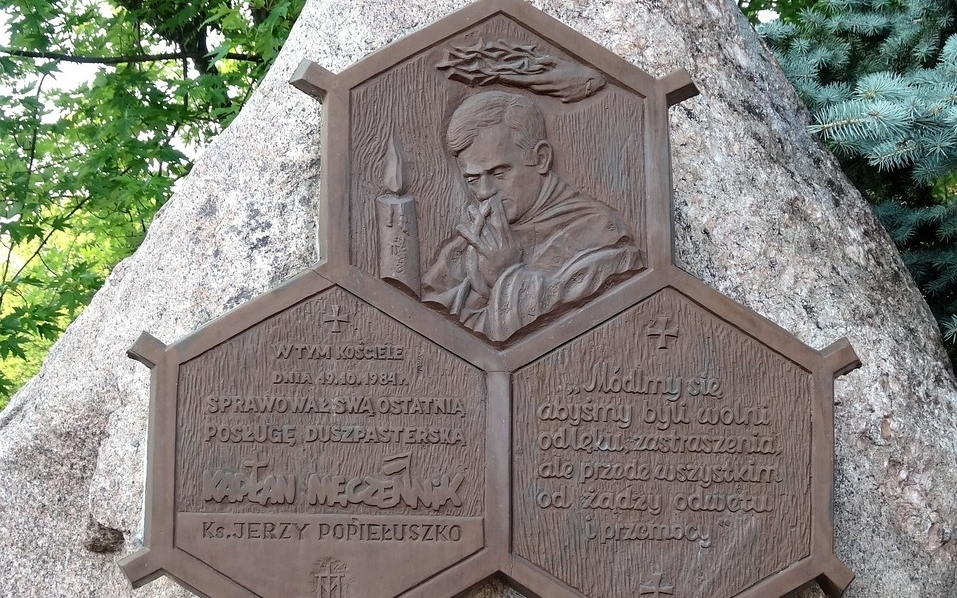 W TYM KOŚCIELE
DNIA 19.10.1984 r.
SPRAWOWAŁ SWĄ OSTATNIĄ
POSŁUGĘ DUSZPASTERSKĄ
KAPŁAN MĘCZENNIK
Ks. JERZY POPIEŁUSZKO
„Módlmy się
abyśmy byli wolni
od lęku, zastraszenia,
ale przede wszystkim
od żądzy odwetu
i przemocy”